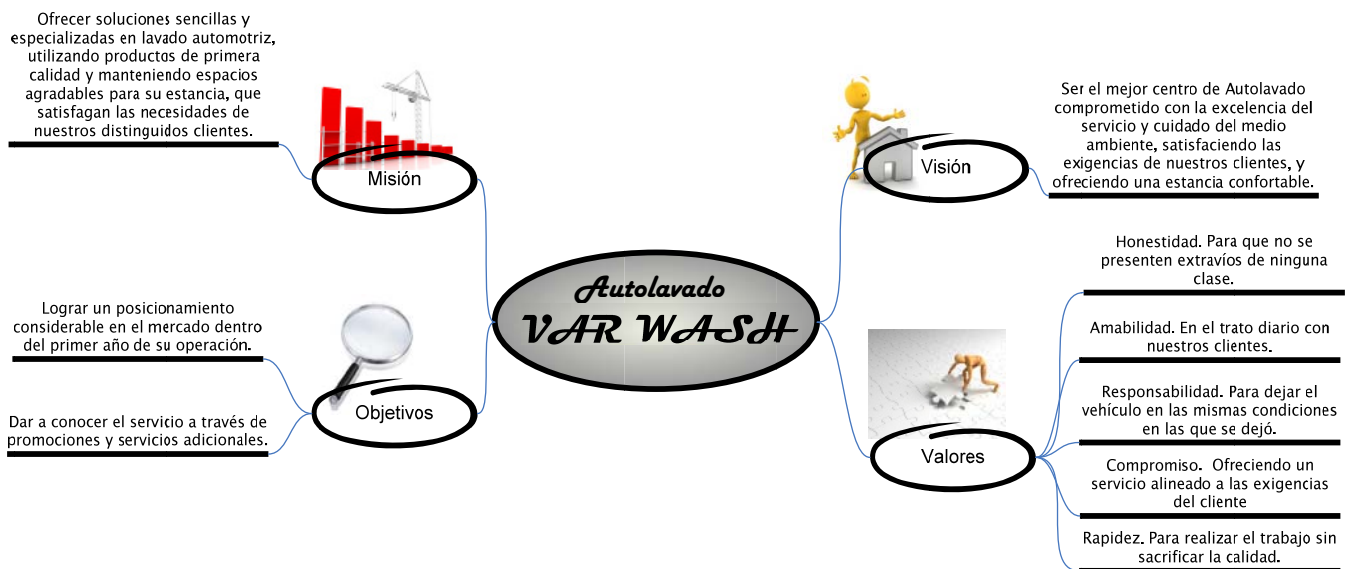 Ofrecer soluciones sencillas y
especializadas en lavado automotriz,
utilizando productos de primera
calidad y manteniendo espacios
agradables para su estancia, que
satisfagan las necesidades de
nuestros distinguidos clientes.
Misión
Visión
Ser el mejor centro de Autolavado
comprometido con la excelencia del
servicio y cuidado del medio
ambiente, satisfaciendo las
exigencias de nuestros clientes, y
ofreciendo una estancia confortable.
Autolavado
VAR WASH
Lograr un posicionamiento
considerable en el mercado dentro
del primer año de su operación.
Objetivos
Dar a conocer el servicio a través de
promociones y servicios adicionales.
Valores
Honestidad. Para que no se
presenten extravíos de ninguna
clase.
Amabilidad. En el trato diario con
nuestros clientes.
Responsabilidad. Para dejar el
vehículo en las mismas condiciones
en las que se dejó.
Compromiso. Ofreciendo un
servicio alineado a las exigencias
del cliente
Rapidez. Para realizar el trabajo sin
sacrificar la calidad.